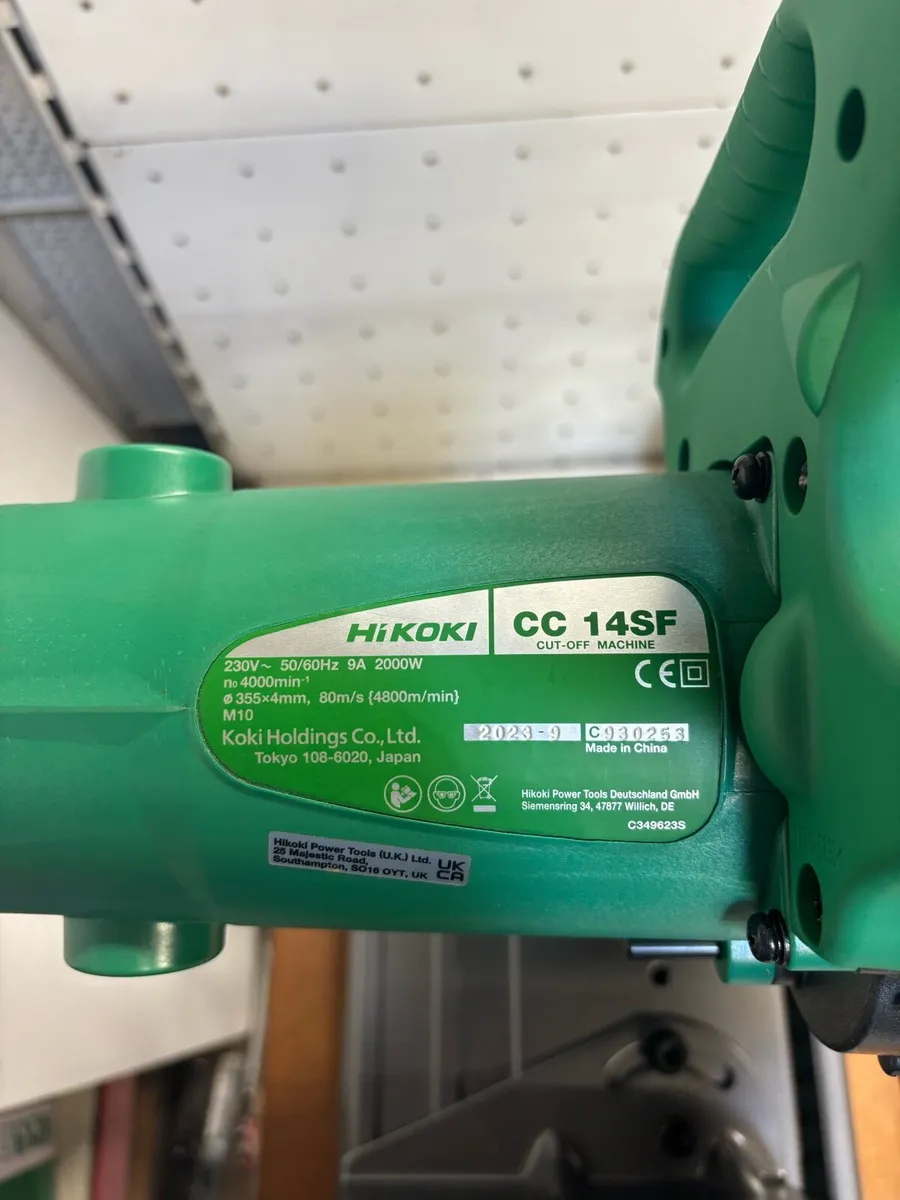 HiKOKI
CC 14SF
CUT-OFF MACHINE
230V~ 50/60Hz 9A 2000W
n₀ 4000min⁻¹
ø 355×4mm, 80m/s {4800m/min}
M10
CE
Koki Holdings Co., Ltd.
Tokyo 108-6020, Japan
2023-9
C930253
Made in China
Hikoki Power Tools Deutschland GmbH
Siemensring 34, 47877 Willich, DE
C349623S
Hikoki Power Tools (U.K.) Ltd.
25 Majestic Road,
Southampton, SO16 OYT, UK
UK
CA